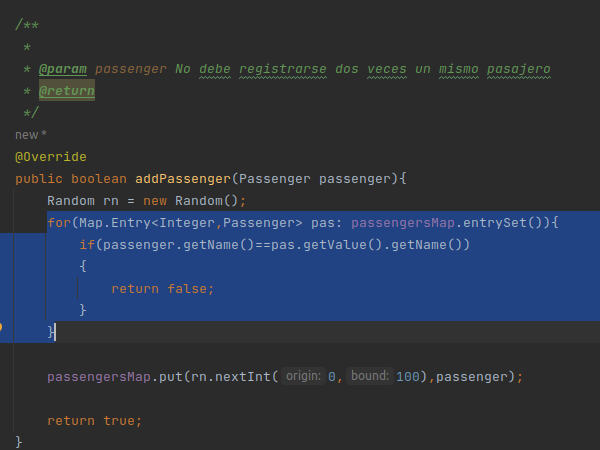 /**
*
* @param passenger No debe registrarse dos veces un mismo pasajero
* @return
*/
new *
@Override
public boolean addPassenger(Passenger passenger){
Random rn = new Random();
for(Map.Entry<Integer,Passenger> pas: passengersMap.entrySet()){
if(passenger.getName()==pas.getValue().getName())
{
return false;
}
}
passengersMap.put(rn.nextInt( origin: 0, bound: 100),passenger);
return true;
}